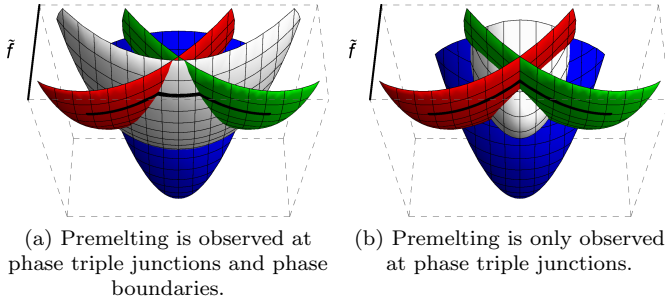 f̃
f̃
(a) Premelting is observed at
phase triple junctions and phase
boundaries.
(b) Premelting is only observed
at phase triple junctions.